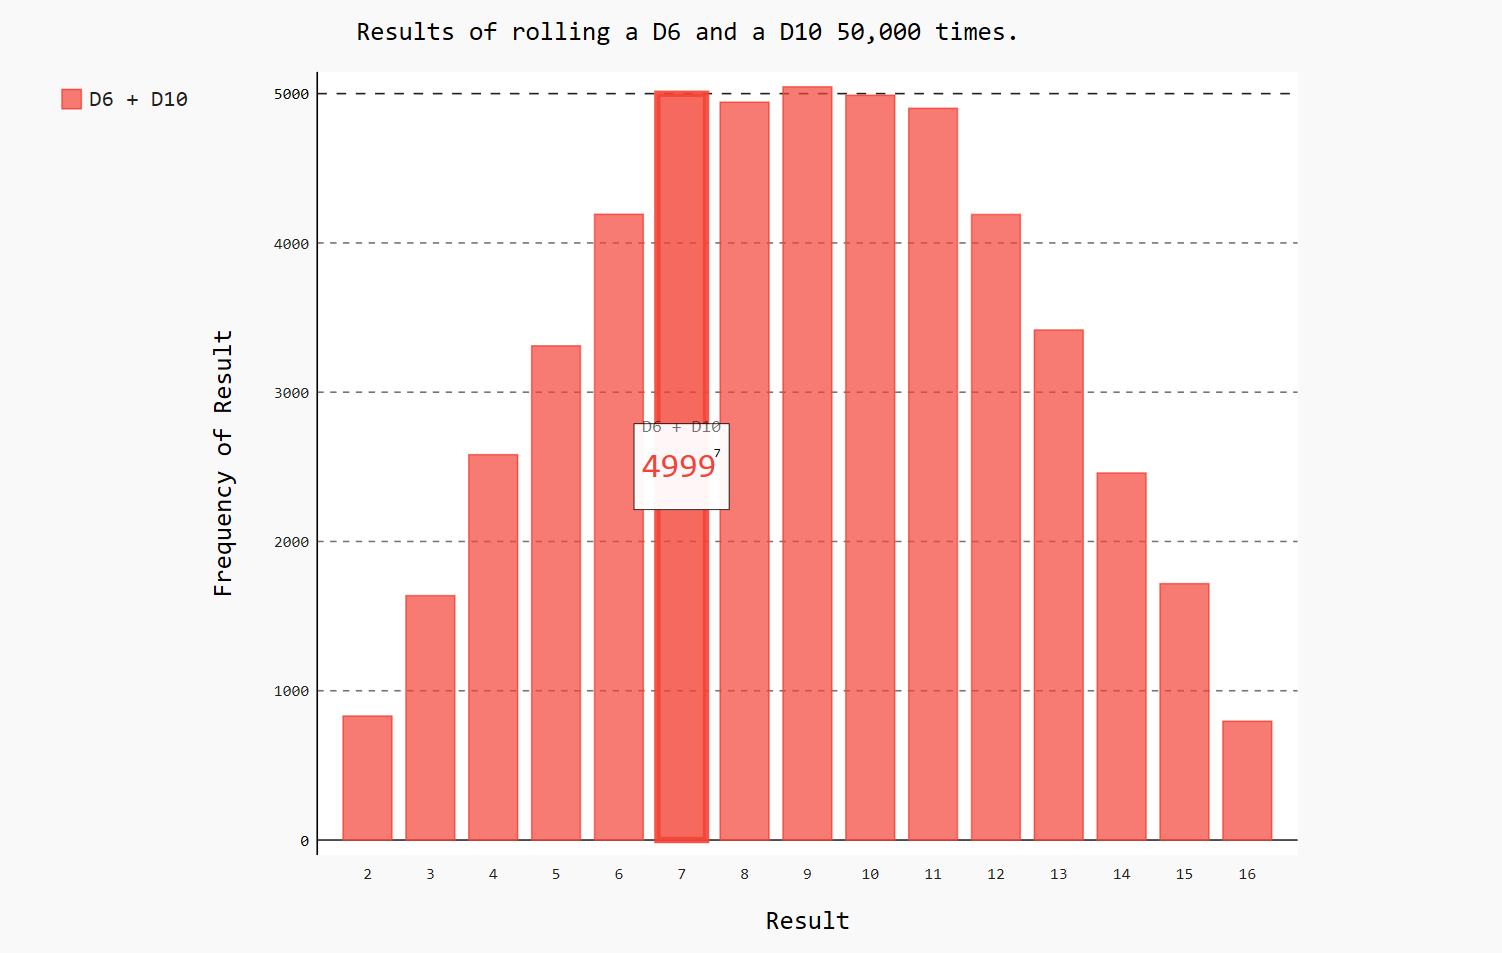 Results of rolling a D6 and a D10 50,000 times.
D6 + D10
Frequency of Result
5000
4000
3000
2000
1000
0
D6 + D10
4999
7
2 3 4 5 6 7 8 9 10 11 12 13 14 15 16
Result